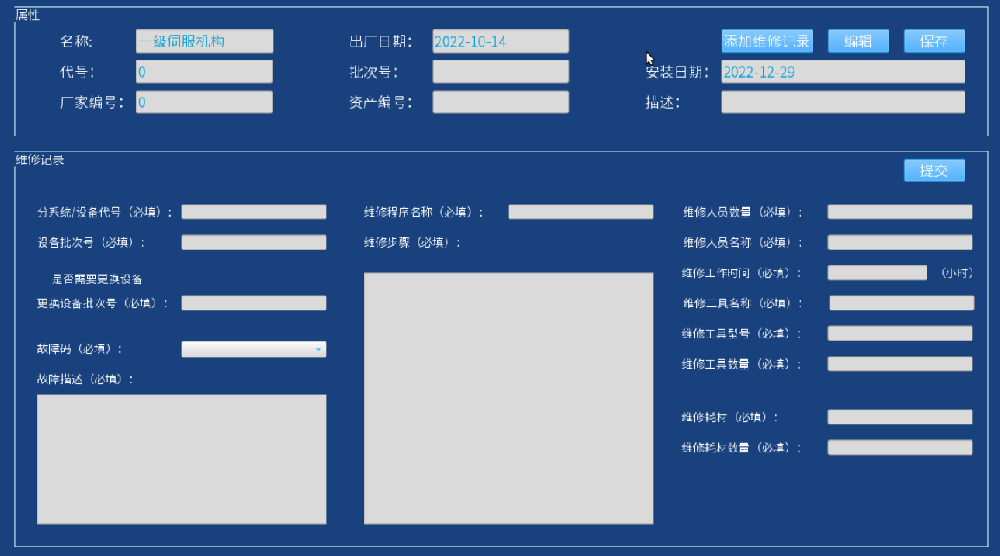 属性
名称: 一级伺服机构 出厂日期: 2022-10-14 添加维修记录 编辑 保存
代号: 0 批次号: 安装日期: 2022-12-29
厂家编号: 0 资产编号: 描述:
维修记录
提交
分系统/设备代号（必填）: 维修程序名称（必填）: 维修人员数量（必填）:
设备批次号（必填）: 维修步骤（必填）: 维修人员名称（必填）:
维修工作时间（必填）: （小时）
是否需要更换设备
更换设备批次号（必填）: 维修工具名称（必填）:
维修工具型号（必填）:
故障码（必填）: 维修工具数量（必填）:
故障描述（必填）:
维修耗材（必填）:
维修耗材数量（必填）: